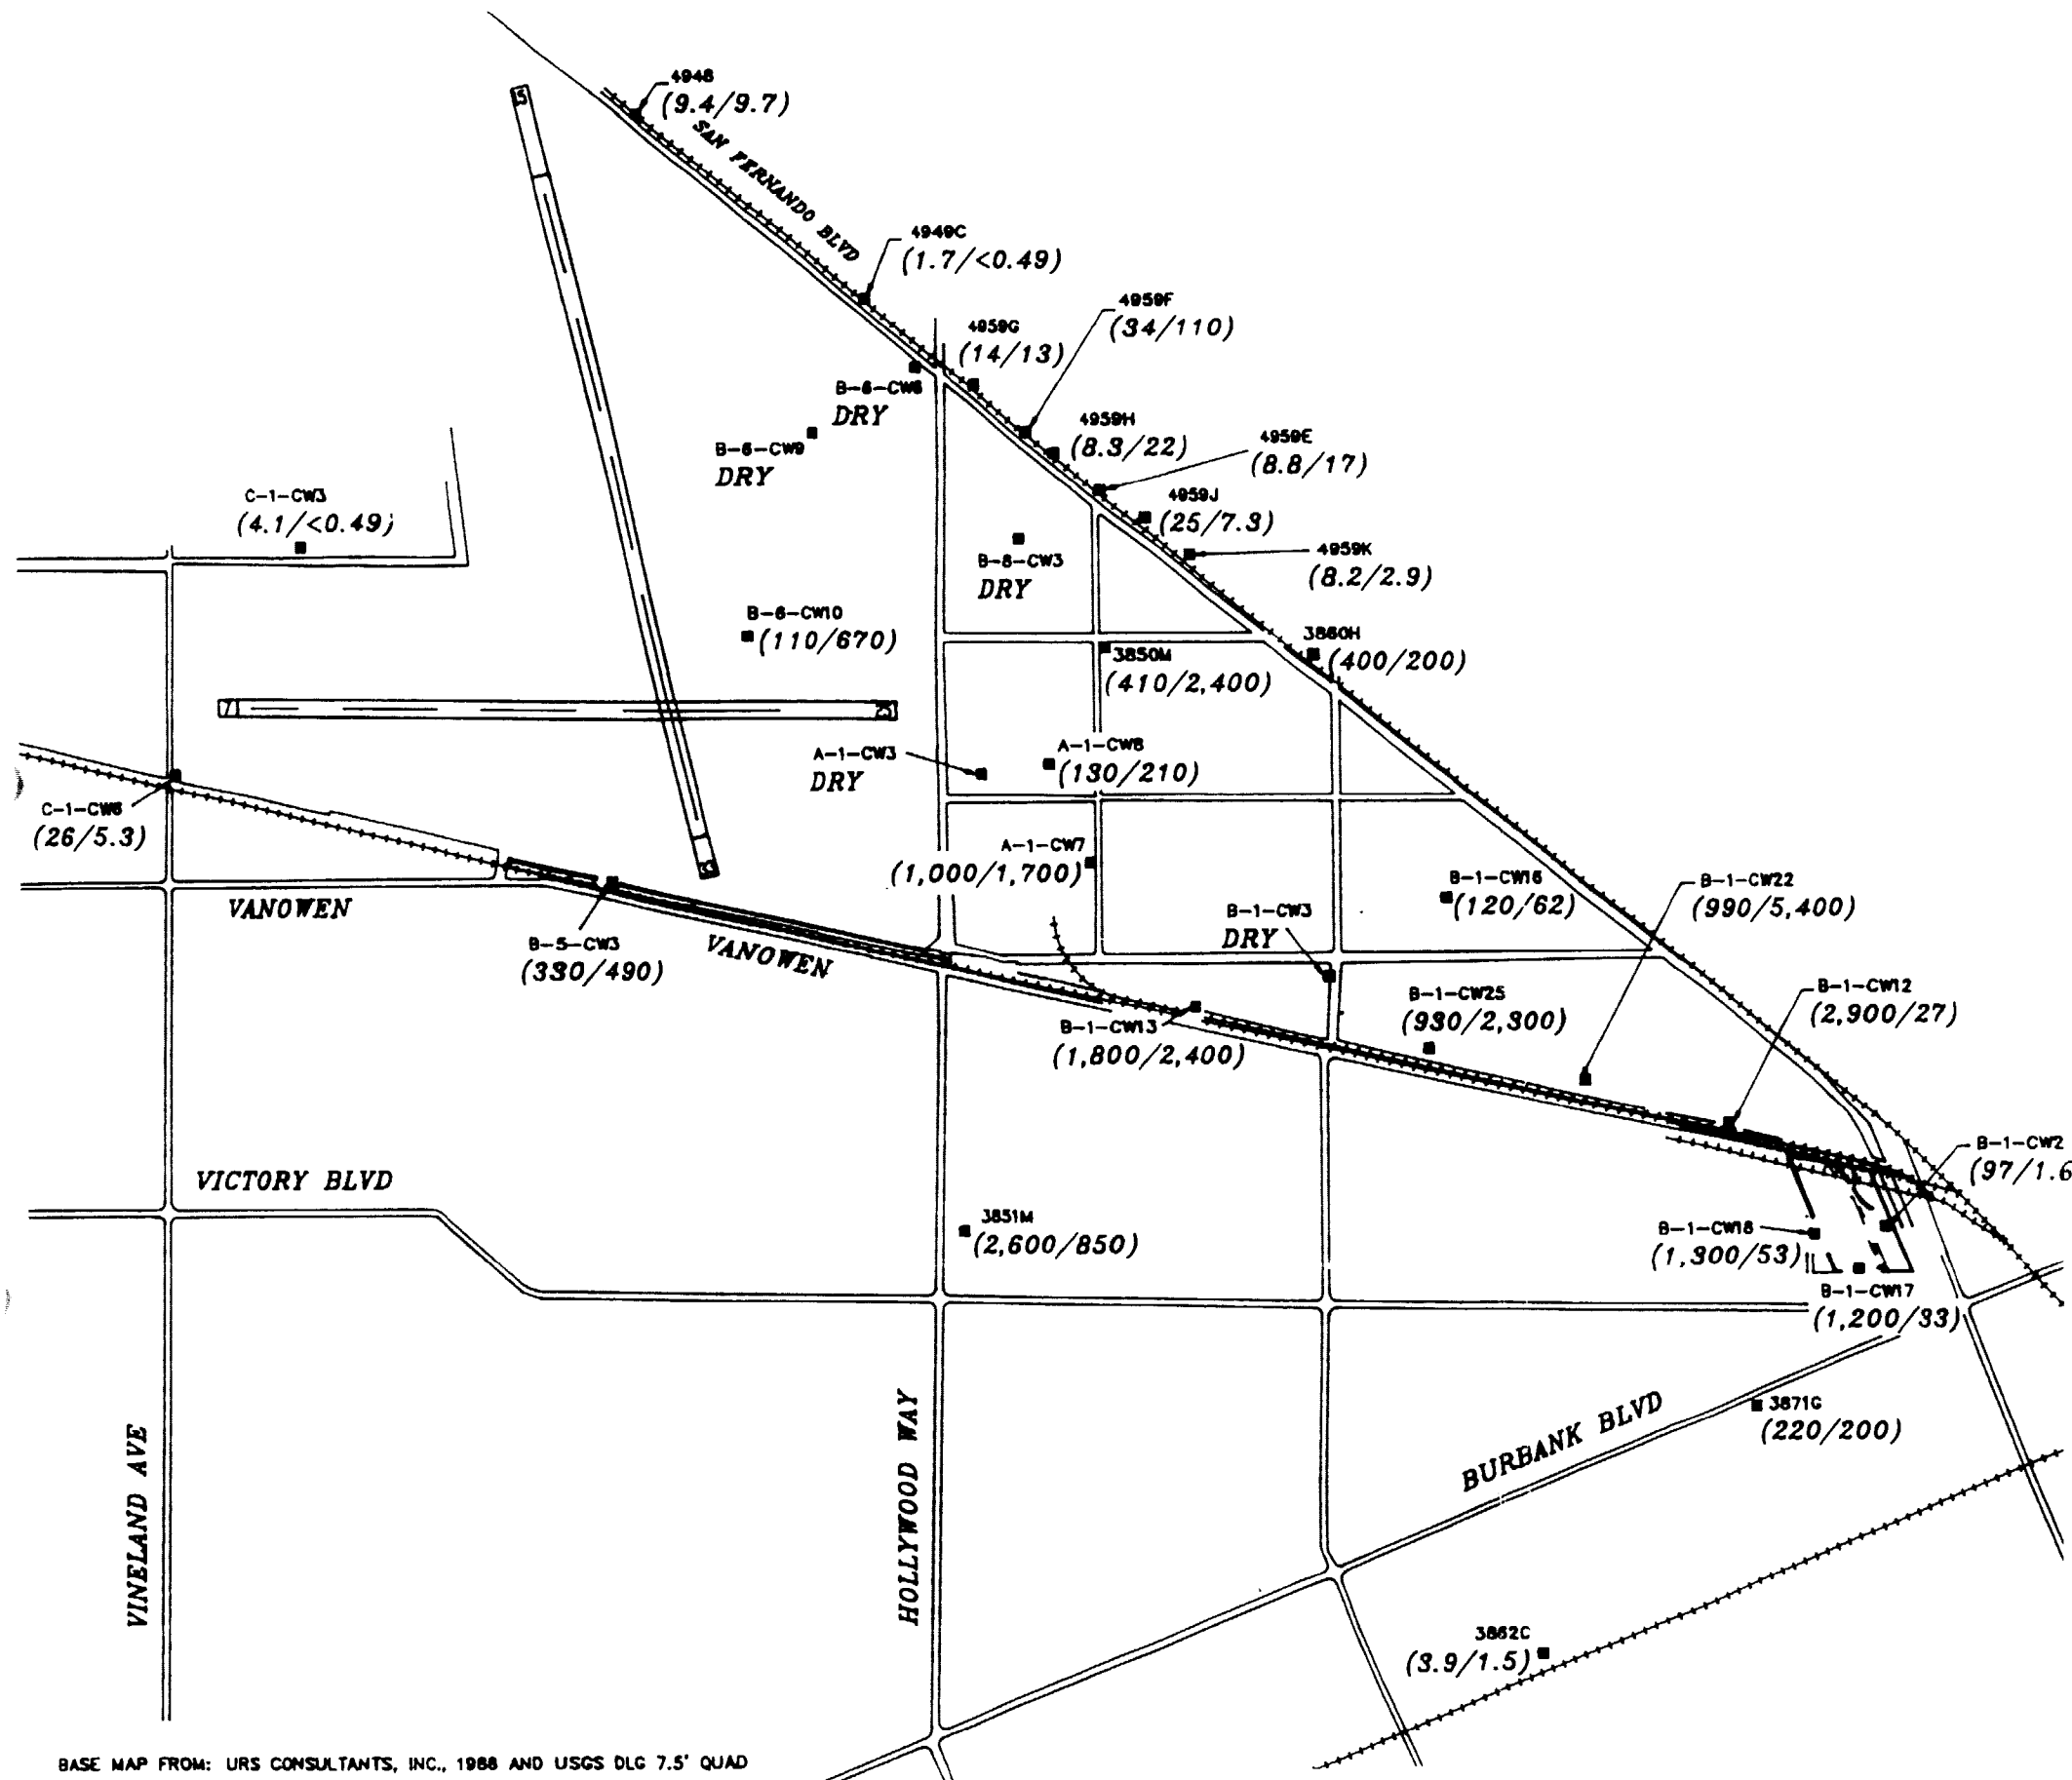 4948
(9.4/9.7)
SAN FERNANDO BLVD
15
4949C
(1.7/<0.49)
4959F
(34/110)
4959G
(14/13)
B-6-CW8
DRY
4959H
(8.3/22)
4959E
(8.8/17)
B-6-CW9
DRY
C-1-CW3
(4.1/<0.49)
4959J
(25/7.3)
B-8-CW3
DRY
4959K
(8.2/2.9)
B-6-CW10
(110/670)
3860H
(400/200)
3850M
(410/2,400)
7
25
A-1-CW3
DRY
A-1-CW8
(130/210)
C-1-CW6
(26/5.3)
33
A-1-CW7
(1,000/1,700)
B-1-CW16
(120/62)
B-1-CW22
(990/5,400)
VANOWEN
B-5-CW3
(330/490)
VANOWEN
B-1-CW3
DRY
B-1-CW25
(930/2,300)
B-1-CW12
(2,900/27)
B-1-CW13
(1,800/2,400)
B-1-CW2
(97/1.6
VICTORY BLVD
3851M
(2,600/850)
B-1-CW18
(1,300/53)
B-1-CW17
(1,200/33)
VINELAND AVE
HOLLYWOOD WAY
BURBANK BLVD
3871G
(220/200)
3862C
(3.9/1.5)
BASE MAP FROM: URS CONSULTANTS, INC., 1988 AND USGS DLG 7.5' QUAD